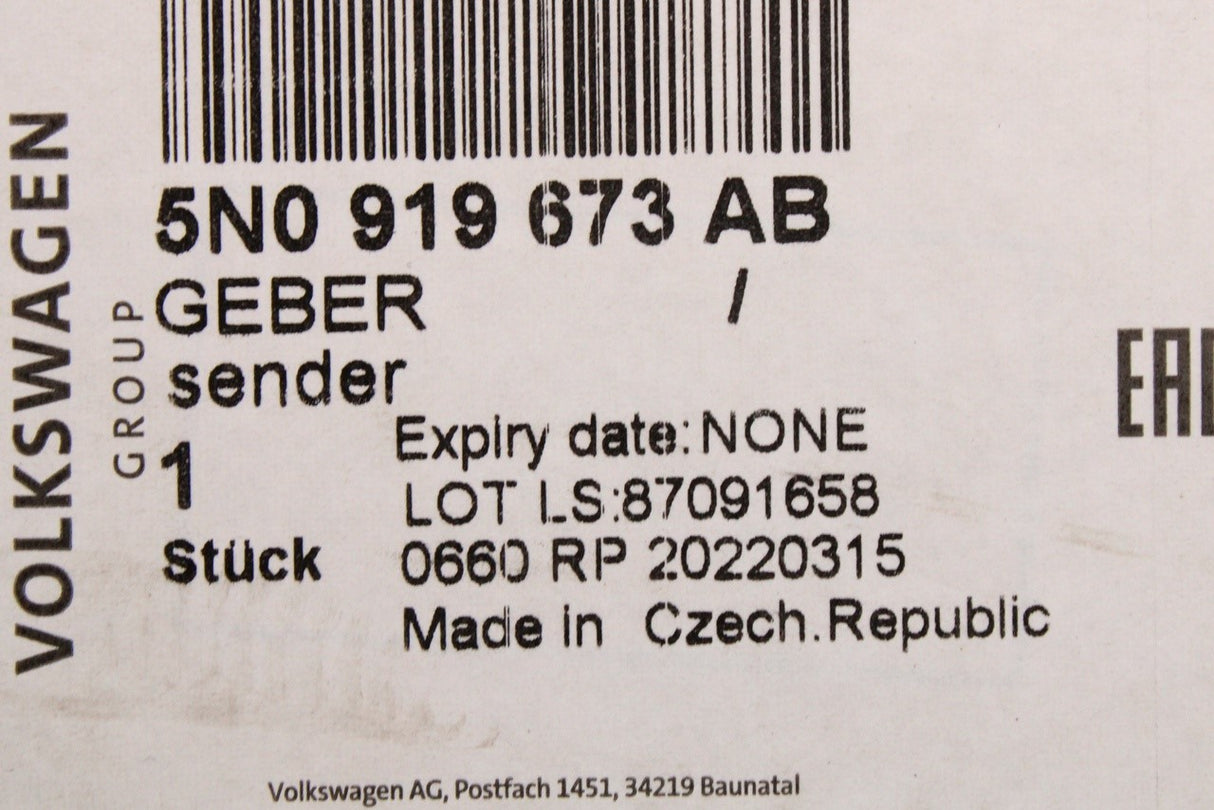 VOLKSWAGEN
GROUP
5N0 919 673 AB
GEBER /
sender
1
Stück
Expiry date: NONE
LOT LS:87091658
0660 RP 20220315
Made in Czech.Republic
Volkswagen AG, Postfach 1451, 34219 Baunatal